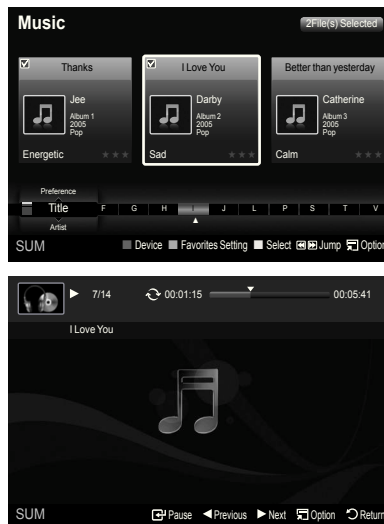 Music
2File(s) Selected
Thanks
I Love You
Better than yesterday
Jee
Album 1
2005
Pop
Darby
Album 2
2005
Pop
Catherine
Album 3
2005
Pop
Energetic
Sad
Calm
Preference
Title
Artist
F G H I J L P S T V
SUM Device Favorites Setting Select Jump Option
7/14 00:01:15 00:05:41
I Love You
SUM Pause Previous Next Option Return